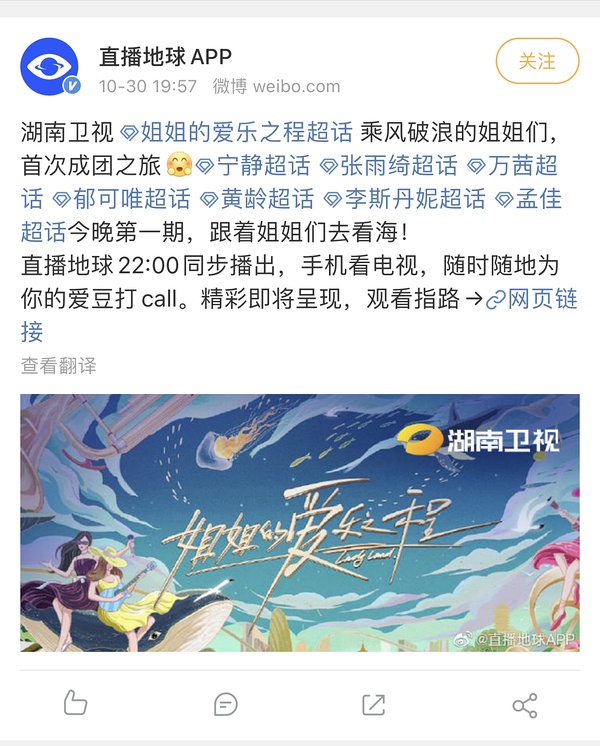 直播地球 APP
10-30 19:57 微博 weibo.com
关注
湖南卫视 姐姐的爱乐之程超话 乘风破浪的姐姐们，
首次成团之旅 宁静超话 张雨绮超话 万茜超
话 郁可唯超话 黄龄超话 李斯丹妮超话 孟佳
超话今晚第一期，跟着姐姐们去看海！
直播地球 22:00 同步播出，手机看电视，随时随地为
你的爱豆打 call。精彩即将呈现，观看指路→网页链
接
查看翻译
湖南卫视
姐姐的爱乐之程
Lady Land.
@直播地球APP